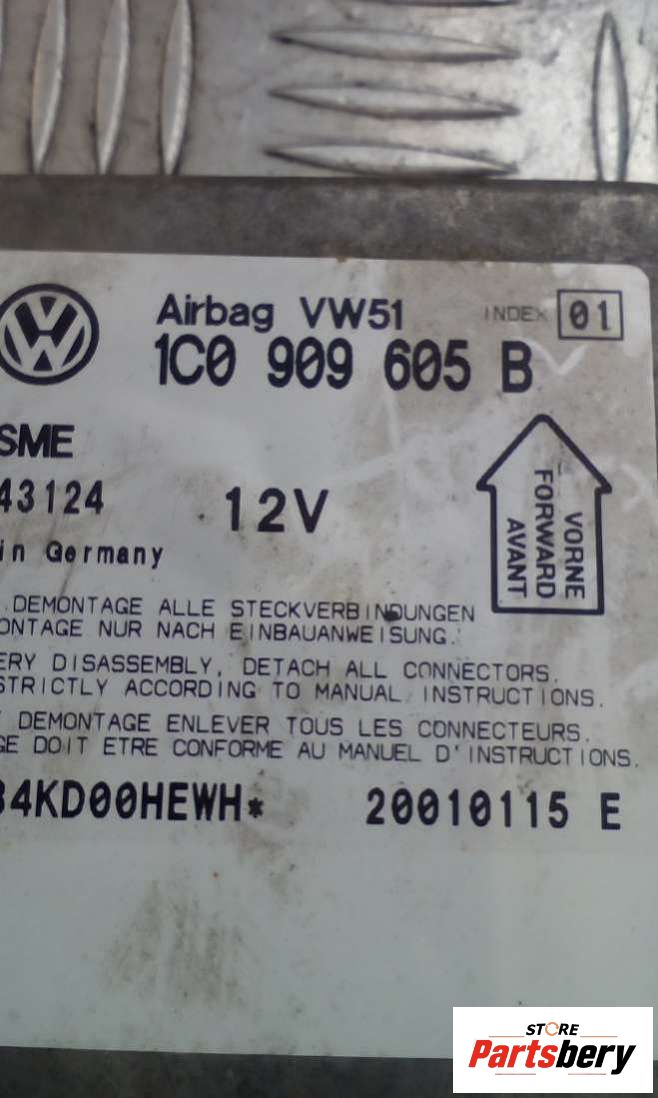 Airbag VW51 INDEX 01
1C0 909 605 B
SME
43124 12V
in Germany
VORNE
FORWARD
AVANT
DEMONTAGE ALLE STECKVERBINDUNGEN
ONTAGE NUR NACH EINBAUANWEISUNG.
ERY DISASSEMBLY, DETACH ALL CONNECTORS.
STRICTLY ACCORDING TO MANUAL INSTRUCTIONS.
DEMONTAGE ENLEVER TOUS LES CONNECTEURS.
GE DOIT ETRE CONFORME AU MANUEL D'INSTRUCTIONS.
84KD00HEWH* 20010115 E
STORE
Partsbery